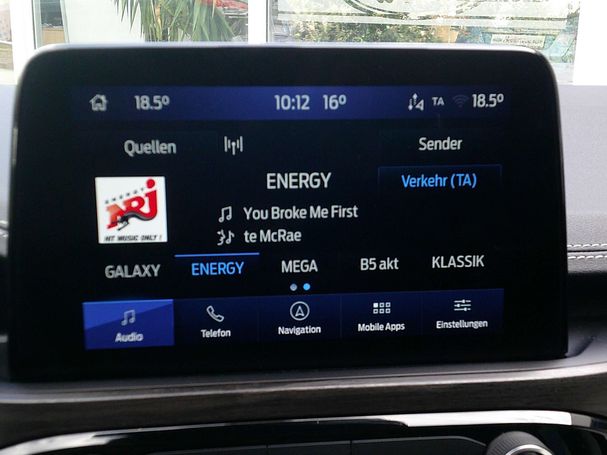 18.5° 10:12 16° TA 18.5°
Quellen Sender
ENERGY
NRJ
HIT MUSIC ONLY!
ENERGY
Verkehr (TA)
You Broke Me First
te McRae
GALAXY ENERGY MEGA B5 akt KLASSIK
Audio Telefon Navigation Mobile Apps Einstellungen